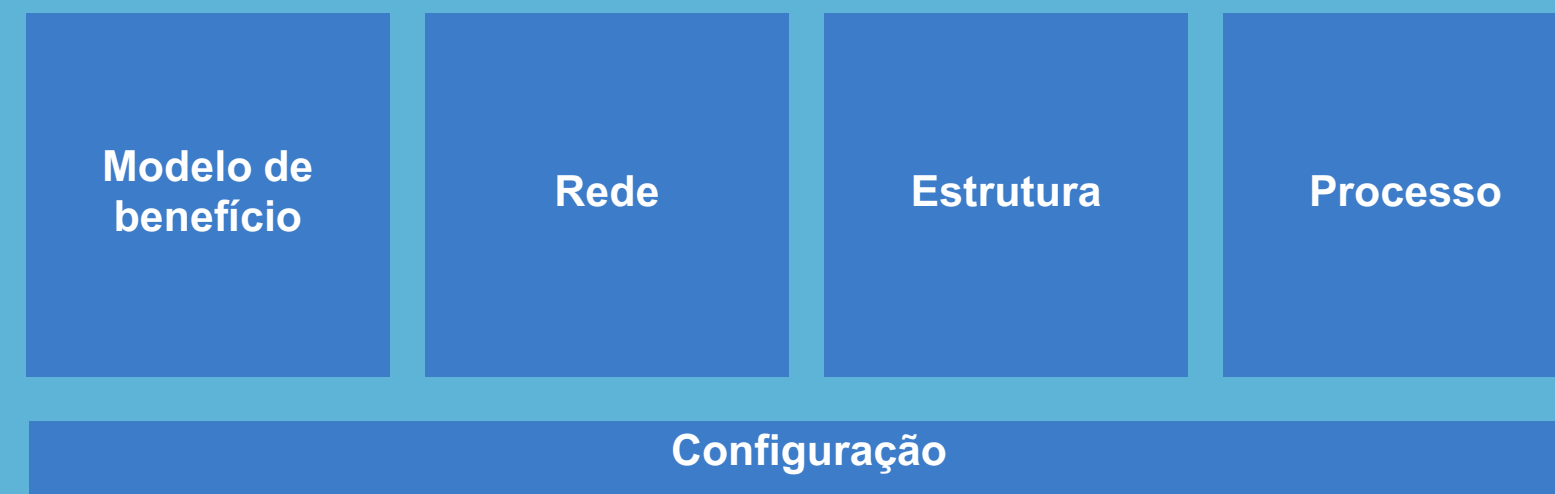 Modelo de
benefício
Rede
Estrutura
Processo
Configuração